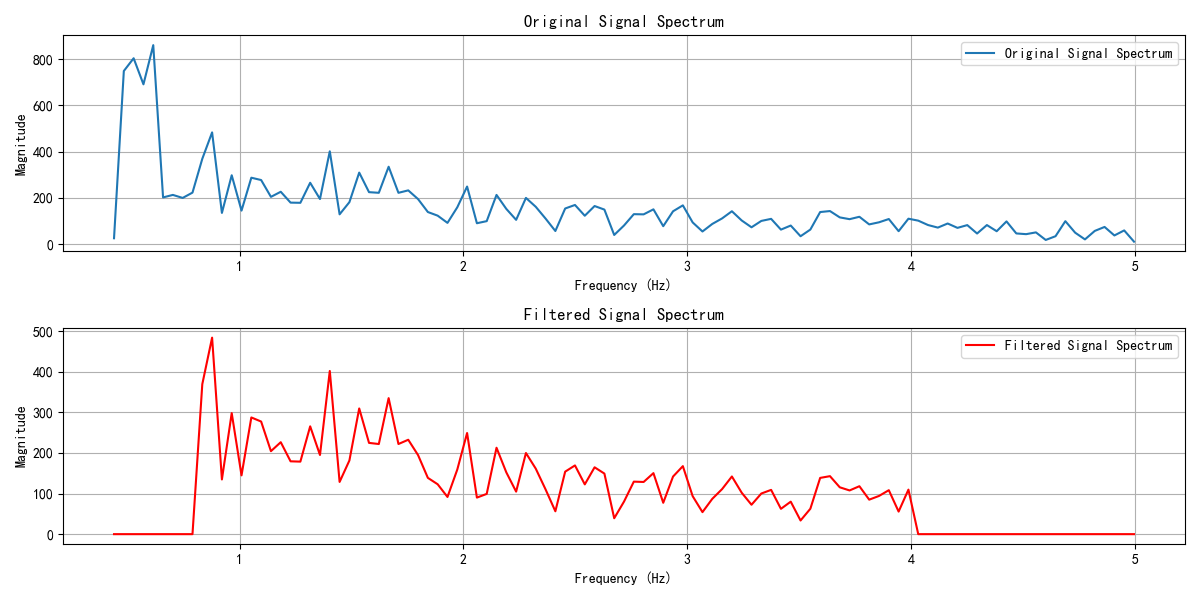 Original Signal Spectrum
Original Signal Spectrum
Magnitude
800
600
400
200
0
1 2 3 4 5
Frequency (Hz)
Filtered Signal Spectrum
Filtered Signal Spectrum
Magnitude
500
400
300
200
100
0
1 2 3 4 5
Frequency (Hz)